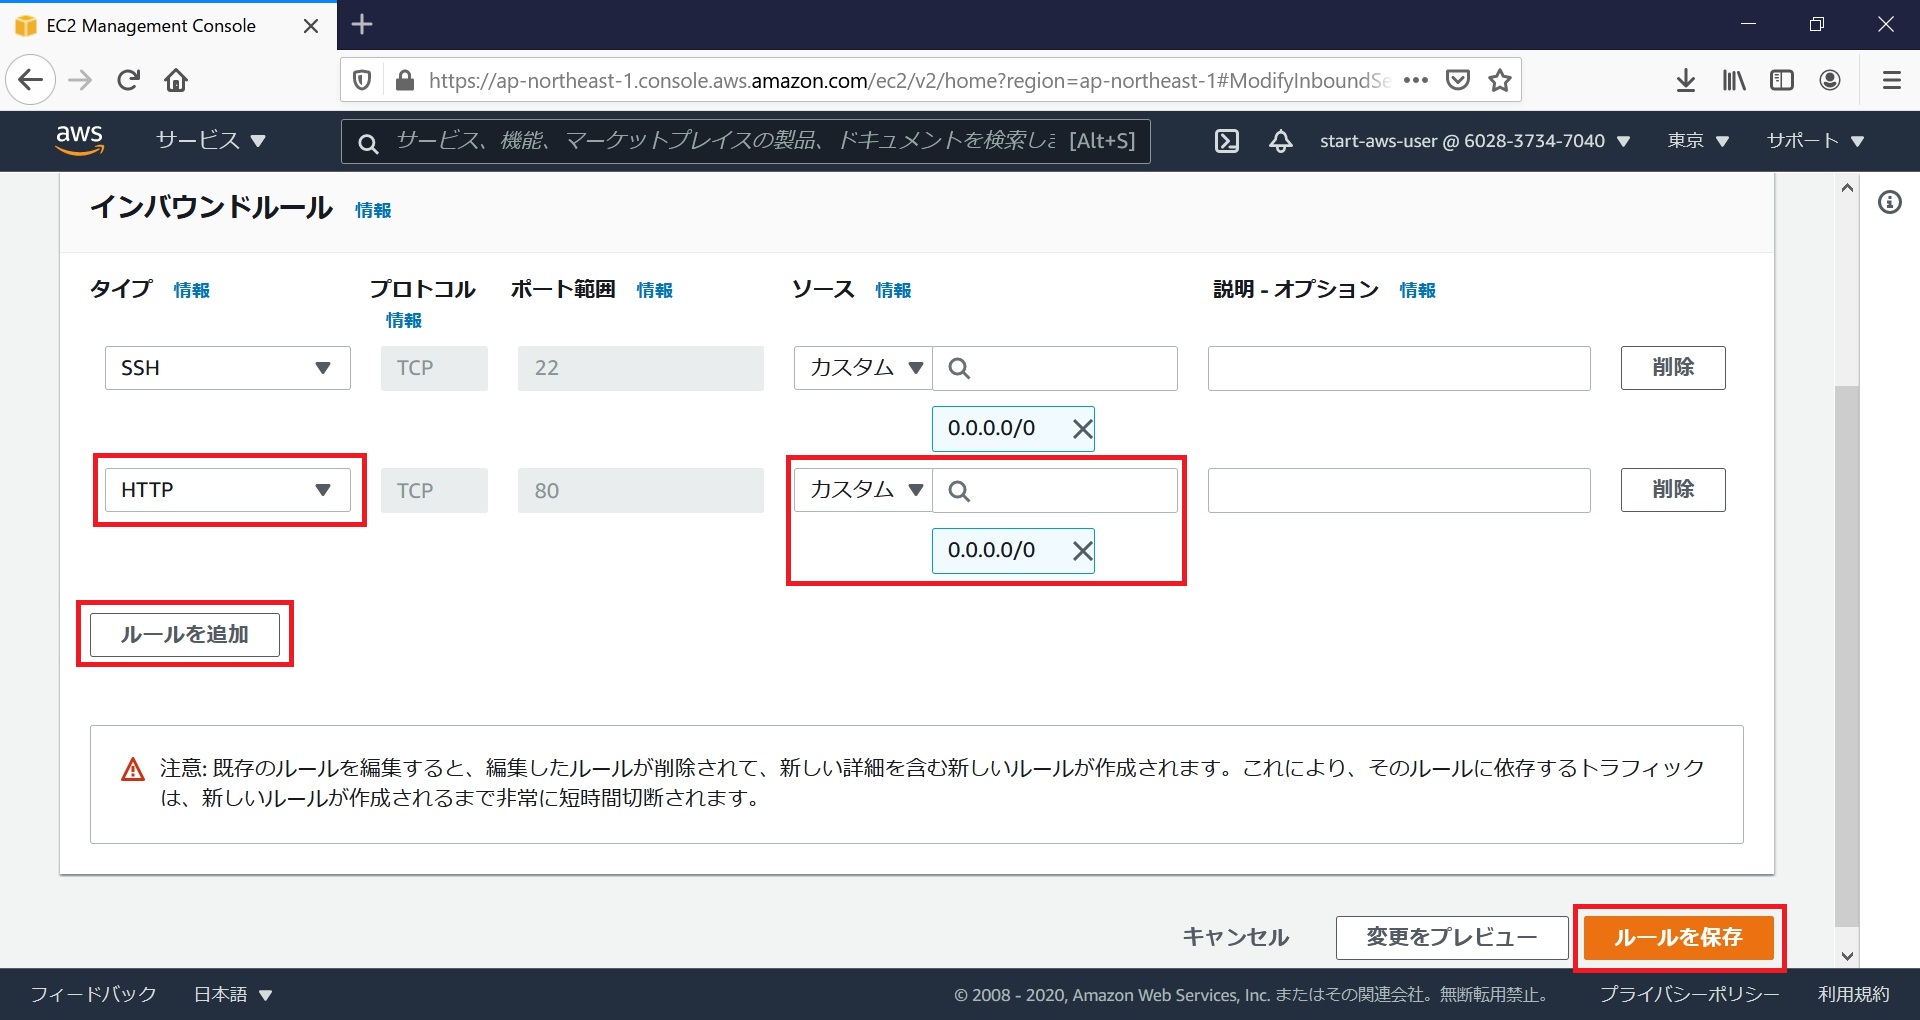 EC2 Management Console
https://ap-northeast-1.console.aws.amazon.com/ec2/v2/home?region=ap-northeast-1#ModifyInboundSe
aws サービス サービス、機能、マーケットプレイスの製品、ドキュメントを検索しま [Alt+S] start-aws-user @ 6028-3734-7040 東京 サポート
インバウンドルール 情報
タイプ 情報 プロトコル 情報 ポート範囲 情報 ソース 情報 説明 - オプション 情報
SSH TCP 22 カスタム 削除
0.0.0.0/0
HTTP TCP 80 カスタム 削除
0.0.0.0/0
ルールを追加
注意: 既存のルールを編集すると、編集したルールが削除されて、新しい詳細を含む新しいルールが作成されます。これにより、そのルールに依存するトラフィック
は、新しいルールが作成されるまで非常に短時間切断されます。
キャンセル 変更をプレビュー ルールを保存
フィードバック 日本語 © 2008 - 2020, Amazon Web Services, Inc. またはその関連会社。無断転用禁止。 プライバシーポリシー 利用規約